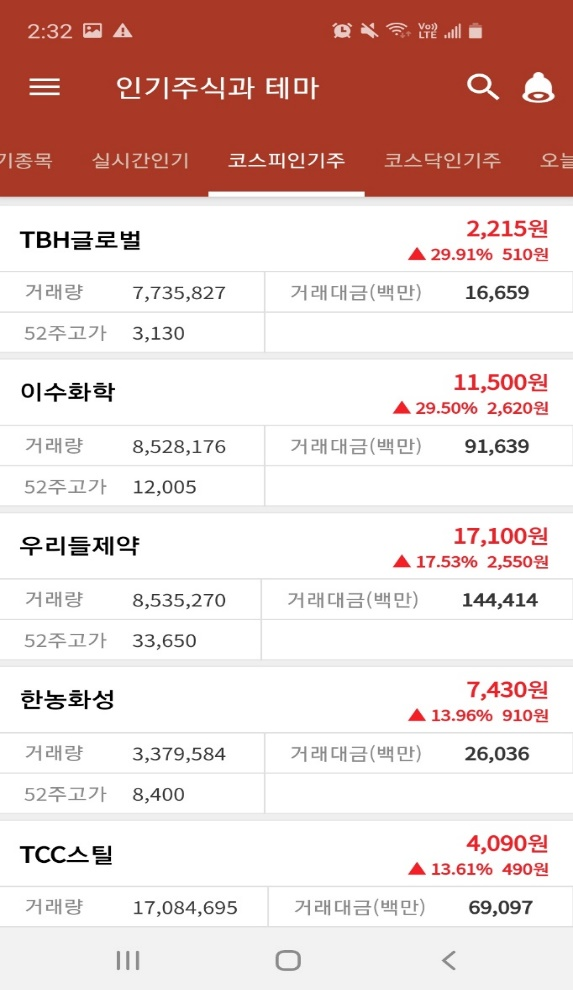 2:32
Vo))
LTE
인기주식과 테마
기종목 실시간인기 코스피인기주 코스닥인기주 오늘
TBH글로벌 2,215원
▲ 29.91% 510원
거래량 7,735,827 거래대금(백만) 16,659
52주고가 3,130
이수화학 11,500원
▲ 29.50% 2,620원
거래량 8,528,176 거래대금(백만) 91,639
52주고가 12,005
우리들제약 17,100원
▲ 17.53% 2,550원
거래량 8,535,270 거래대금(백만) 144,414
52주고가 33,650
한농화성 7,430원
▲ 13.96% 910원
거래량 3,379,584 거래대금(백만) 26,036
52주고가 8,400
TCC스틸 4,090원
▲ 13.61% 490원
거래량 17,084,695 거래대금(백만) 69,097